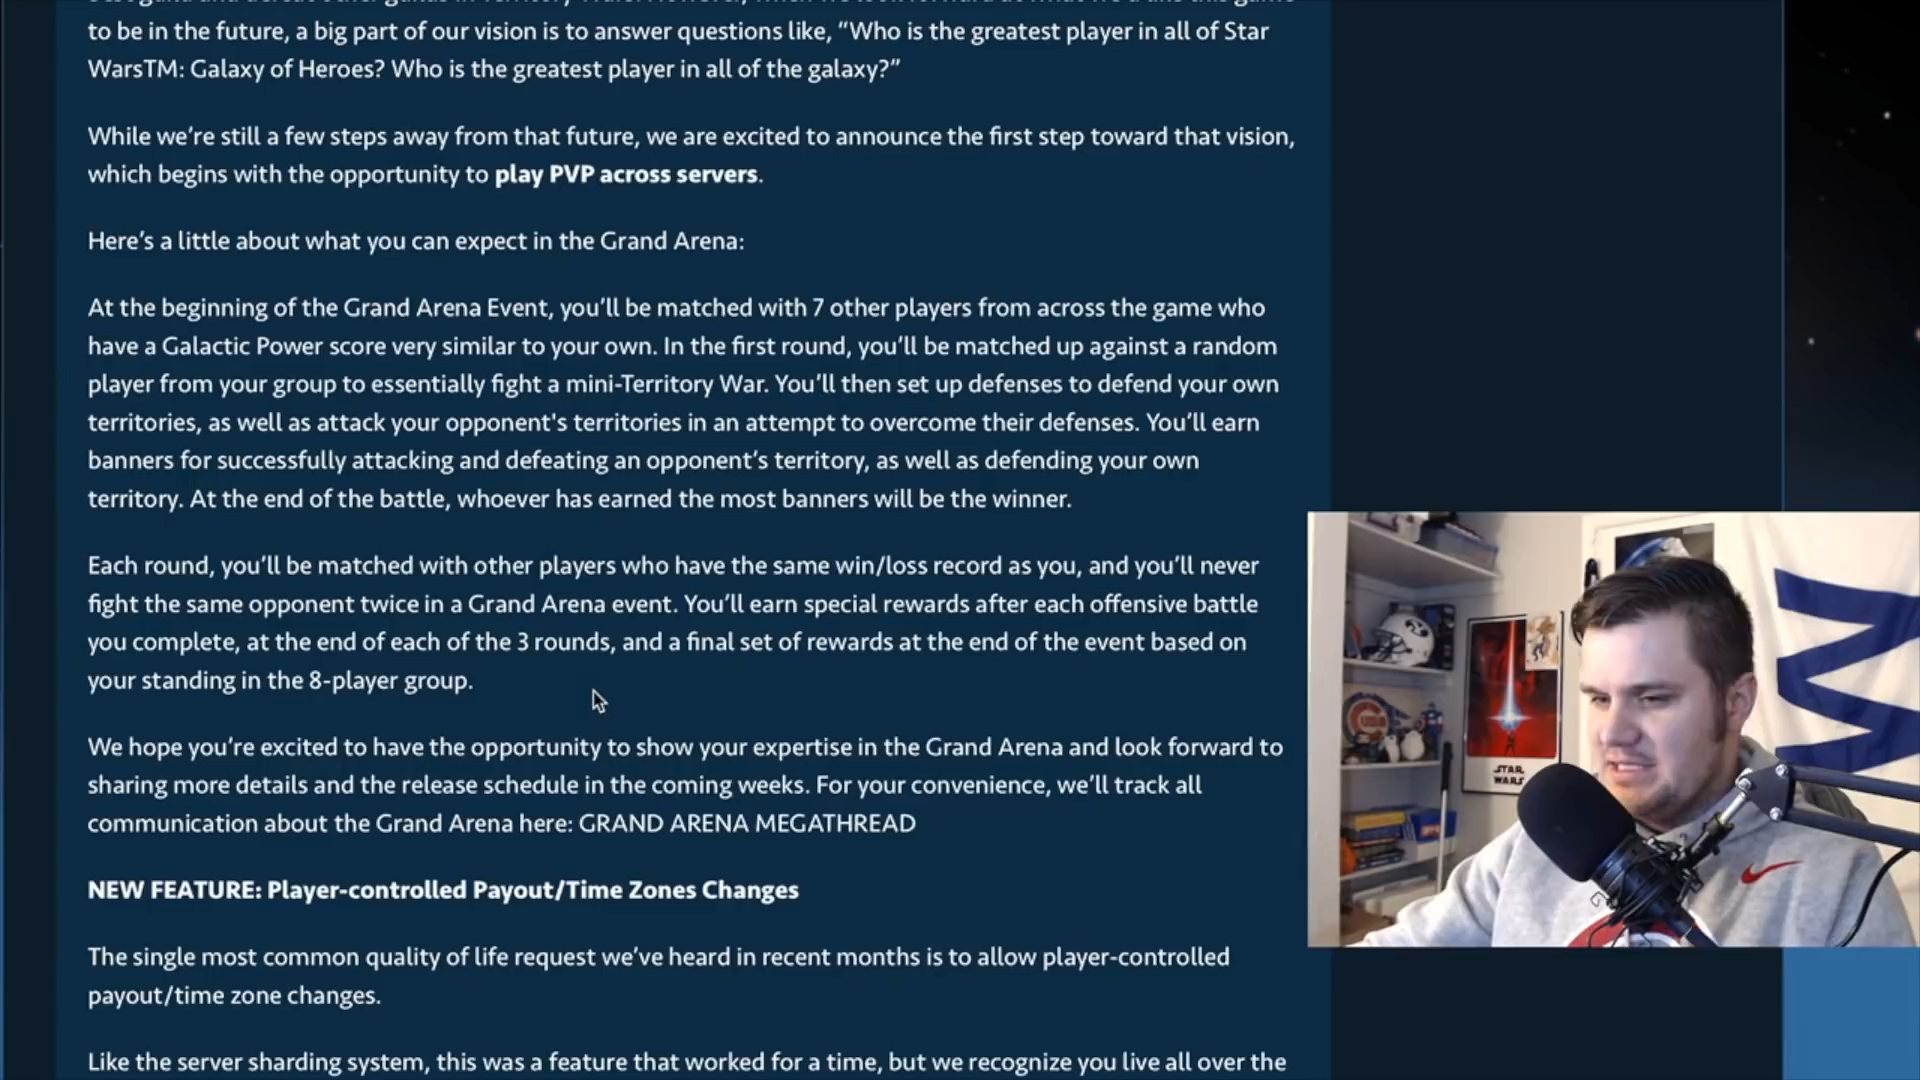 to be in the future, a big part of our vision is to answer questions like, “Who is the greatest player in all of Star
WarsTM: Galaxy of Heroes? Who is the greatest player in all of the galaxy?”
While we’re still a few steps away from that future, we are excited to announce the first step toward that vision,
which begins with the opportunity to play PVP across servers.
Here’s a little about what you can expect in the Grand Arena:
At the beginning of the Grand Arena Event, you’ll be matched with 7 other players from across the game who
have a Galactic Power score very similar to your own. In the first round, you’ll be matched up against a random
player from your group to essentially fight a mini-Territory War. You’ll then set up defenses to defend your own
territories, as well as attack your opponent's territories in an attempt to overcome their defenses. You’ll earn
banners for successfully attacking and defeating an opponent’s territory, as well as defending your own
territory. At the end of the battle, whoever has earned the most banners will be the winner.
Each round, you’ll be matched with other players who have the same win/loss record as you, and you’ll never
fight the same opponent twice in a Grand Arena event. You’ll earn special rewards after each offensive battle
you complete, at the end of each of the 3 rounds, and a final set of rewards at the end of the event based on
your standing in the 8-player group.
We hope you’re excited to have the opportunity to show your expertise in the Grand Arena and look forward to
sharing more details and the release schedule in the coming weeks. For your convenience, we’ll track all
communication about the Grand Arena here: GRAND ARENA MEGATHREAD
NEW FEATURE: Player-controlled Payout/Time Zones Changes
The single most common quality of life request we’ve heard in recent months is to allow player-controlled
payout/time zone changes.
Like the server sharding system, this was a feature that worked for a time, but we recognize you live all over the
STAR
WARS
CUBS
W